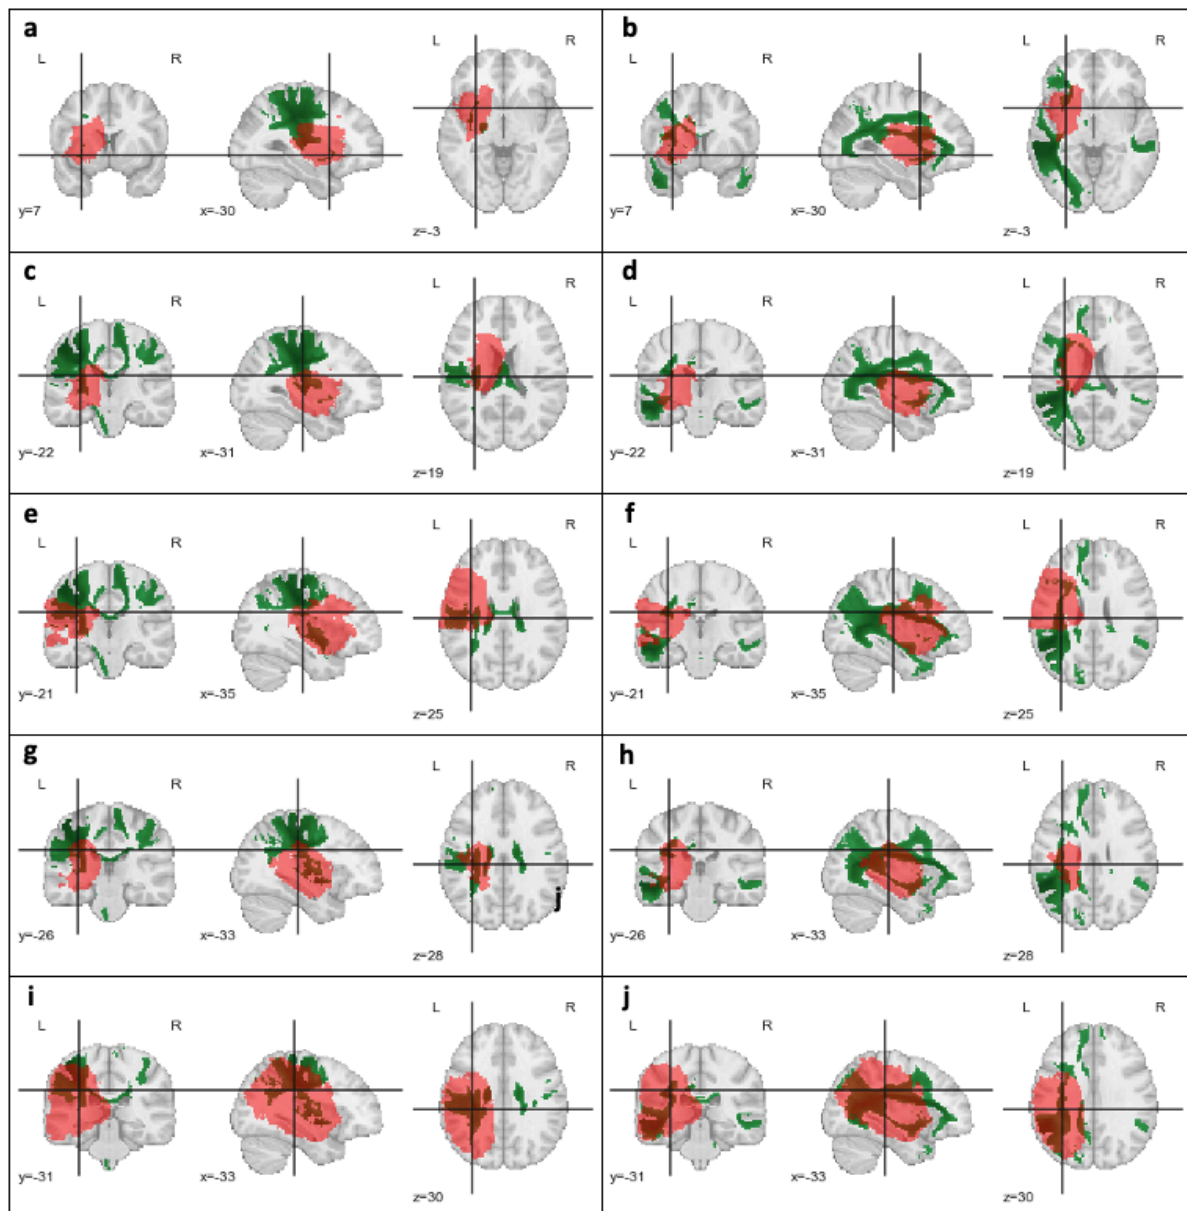 a
L R L R
y=7 x=-30 z=-3
b
L R L R
y=7 x=-30 z=-3
c
L R L R
y=-22 x=-31 z=19
d
L R L R
y=-22 x=-31 z=19
e
L R L R
y=-21 x=-35 z=25
f
L R L R
y=-21 x=-35 z=25
g
L R L R
j
y=-26 x=-33 z=28
h
L R L R
y=-26 x=-33 z=28
i
L R L R
y=-31 x=-33 z=30
j
L R L R
y=-31 x=-33 z=30